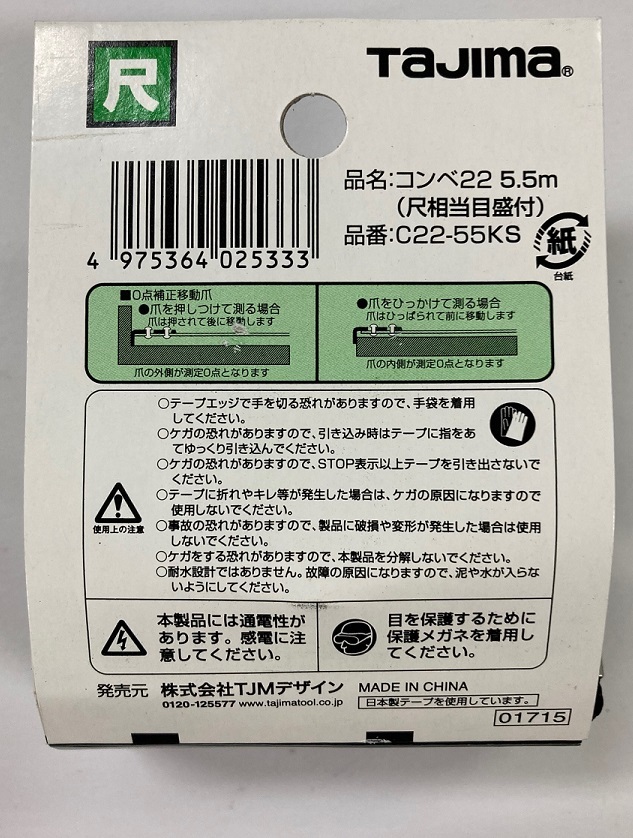 尺
TAJIMA®
品名:コンベ22 5.5m
(尺相当目盛付)
品番:C22-55KS
紙
台紙
4 975364 025333
■0点補正移動爪
●爪を押しつけて測る場合
爪は押されて後に移動します
爪の外側が測定0点となります
●爪をひっかけて測る場合
爪はひっぱられて前に移動します
爪の内側が測定0点となります
○テープエッジで手を切る恐れがありますので、手袋を着用
してください。
○ケガの恐れがありますので、引き込み時はテープに指をあ
てゆっくり引き込んでください。
○ケガの恐れがありますので、STOP表示以上テープを引き出さないで
ください。
○テープに折れやキレ等が発生した場合は、ケガの原因になりますので
使用しないでください。
○事故の恐れがありますので、製品に破損や変形が発生した場合は使用
しないでください。
○ケガをする恐れがありますので、本製品を分解しないでください。
○耐水設計ではありません。故障の原因になりますので、泥や水が入らな
いようにしてください。
使用上の注意
本製品には通電性が
あります。感電に注
意してください。
目を保護するために
保護メガネを着用し
てください。
発売元 株式会社TJMデザイン
0120-125577 www.tajimatool.co.jp
MADE IN CHINA
日本製テープを使用しています。
01715